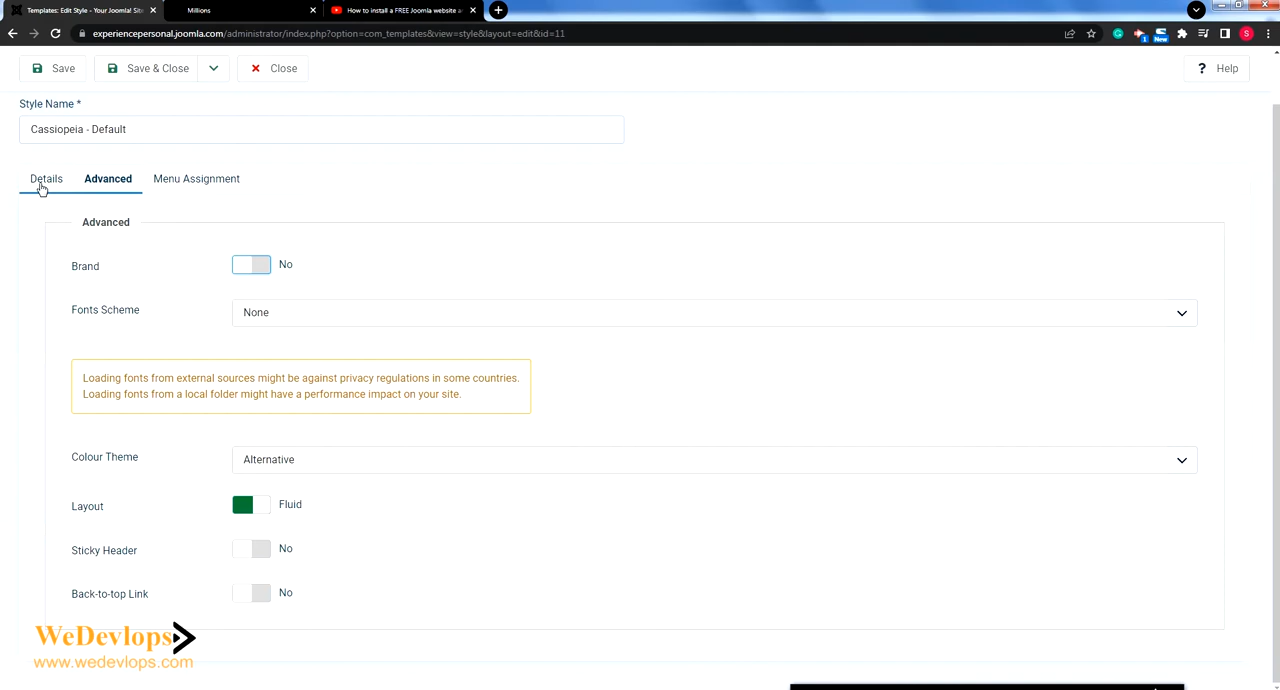 Templates: Edit Style - Your Joomla! Sit
Millions
How to install a FREE Joomla website a
experiencepersonal.joomla.com/administrator/index.php?option=com_templates&view=style&layout=edit&id=11
1
New
S
Save
Save & Close
Close
? Help
Style Name *
Cassiopeia - Default
Details
Advanced
Menu Assignment
Advanced
Brand
No
Fonts Scheme
None
Loading fonts from external sources might be against privacy regulations in some countries.
Loading fonts from a local folder might have a performance impact on your site.
Colour Theme
Alternative
Layout
Fluid
Sticky Header
No
Back-to-top Link
No
WeDevlops
www.wedevlops.com